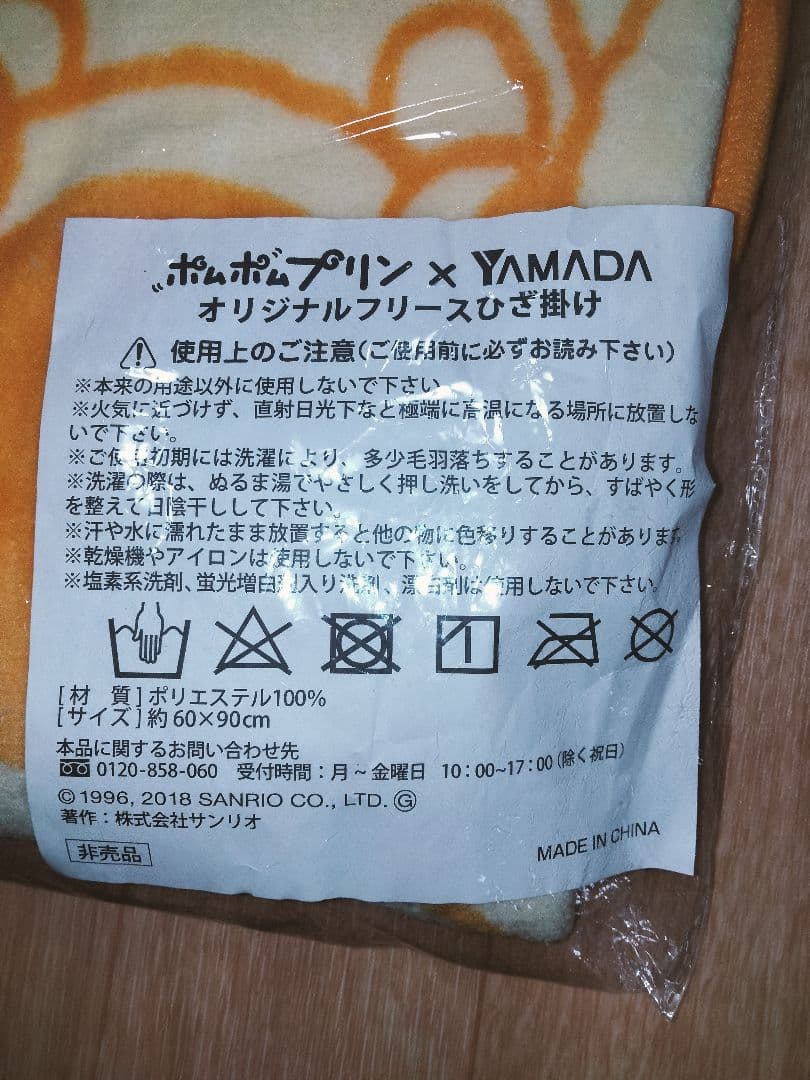 ポムポムプリン × YAMADA
オリジナルフリースひざ掛け
使用上のご注意(ご使用前に必ずお読み下さい)
※本来の用途以外に使用しないで下さい
※火気に近づけず、直射日光下など極端に高温になる場所に放置しな
いで下さい。
※ご使用初期には洗濯により、多少毛羽落ちすることがあります。
※洗濯の際は、ぬるま湯でやさしく押し洗いをしてから、すばやく形
を整えて日陰干しして下さい。
※汗や水に濡れたまま放置すると他の物に色移りすることがありま
※乾燥機やアイロンは使用しないで下さい。
※塩素系洗剤、蛍光増白剤入り洗剤、漂白剤は使用しないで下さい。
[材 質]ポリエステル100%
[サイズ]約60×90cm
本品に関するお問い合わせ先
0120-858-060 受付時間:月～金曜日 10:00~17:00(除く祝日)
©1996, 2018 SANRIO CO., LTD. Ⓖ
著作:株式会社サンリオ
非売品
MADE IN CHINA